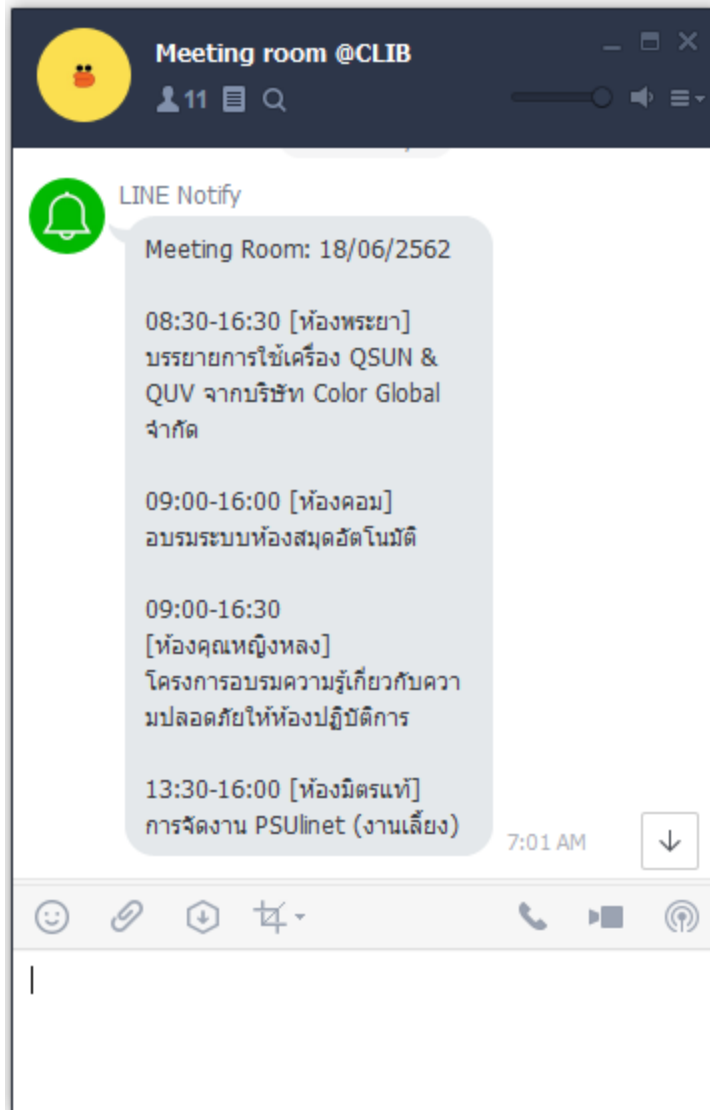 Meeting room @CLIB
11
LINE Notify
Meeting Room: 18/06/2562
08:30-16:30 [ห้องพระยา]
บรรยายการใช้เครื่อง QSUN &
QUV จากบริษัท Color Global
จำกัด
09:00-16:00 [ห้องคอม]
อบรมระบบห้องสมุดอัตโนมัติ
09:00-16:30
[ห้องคุณหญิงหลง]
โครงการอบรมความรู้เกี่ยวกับควา
มปลอดภัยให้ห้องปฏิบัติการ
13:30-16:00 [ห้องมิตรแท้]
การจัดงาน PSUlinet (งานเลี้ยง)
7:01 AM